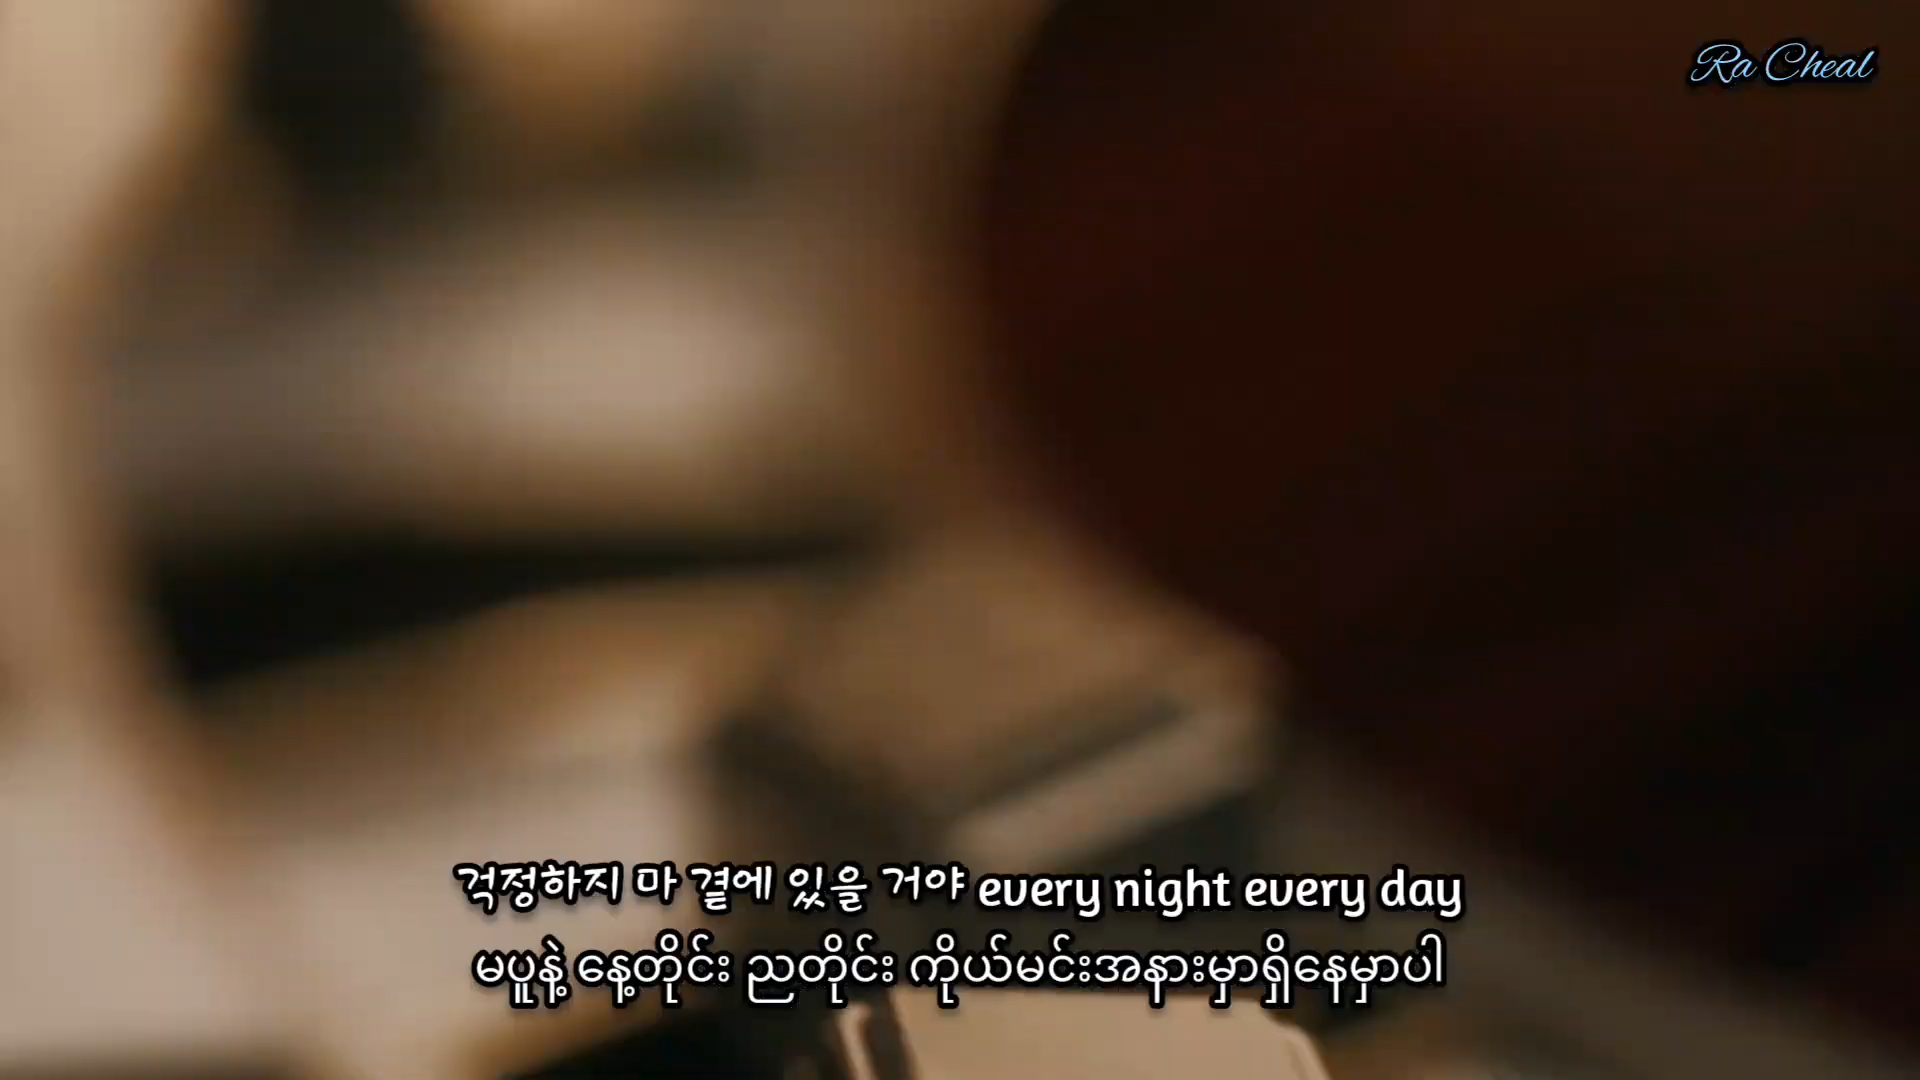 Ra Cheal
걱정하지 마 곁에 있을 거야 every night every day
မပူနဲ့ နေ့တိုင်း ညတိုင်း ကိုယ်မင်းအနားမှာရှိနေမှာပါ